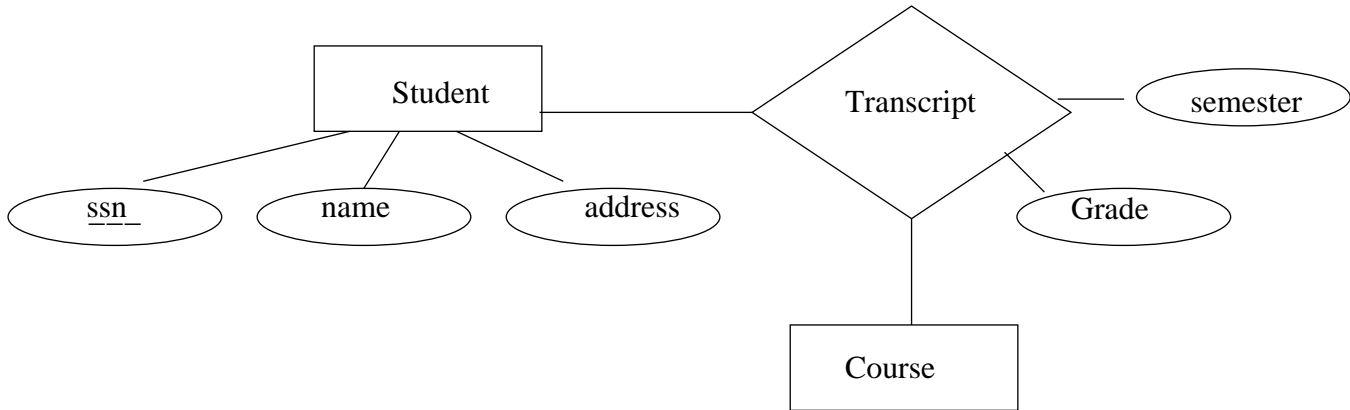 Student
Transcript
semester
ssn
name
address
Grade
Course